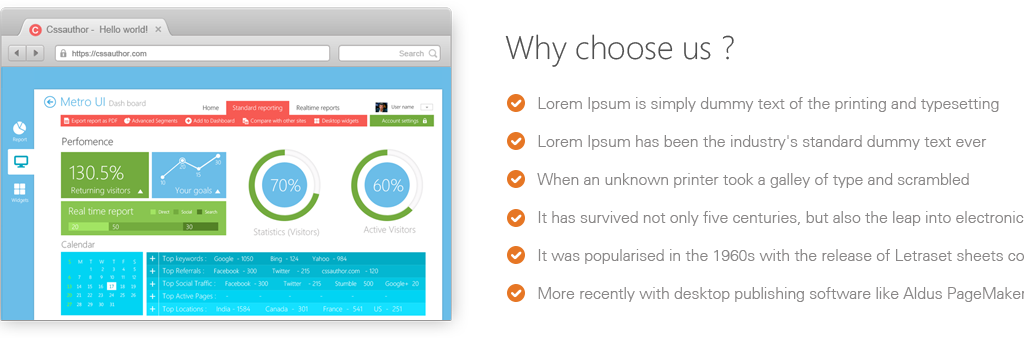 Cssauthor - Hello world!
https://cssauthor.com
Search
Metro UI Dash board
User name
Home
Standard reporting
Realtime reports
Export report as PDF
Advanced Segments
Add to Dashboard
Compare with other sites
Desktop widgets
Account settings
Report
Widgets
Perfomence
130.5%
Returning visitors
10
20
15
30
Your goals
70%
Statistics (Visitors)
60%
Active Visitors
Real time report
Direct
Social
Search
20
50
30
Calendar
Top keywords : Google - 1050 Bing - 124 Yahoo - 984
Top Referrals : Facebook - 300 Twitter - 215 cssauthor.com - 120
Top Social Traffic : Facebook - 300 Twitter - 215 Stumble 500 Google+ 20
Top Active Pages : - - - -
Top Locations : India - 1584 Canada - 301 France - 541 US - 251
Why choose us ?
Lorem Ipsum is simply dummy text of the printing and typesetting
Lorem Ipsum has been the industry's standard dummy text ever
When an unknown printer took a galley of type and scrambled
It has survived not only five centuries, but also the leap into electronic
It was popularised in the 1960s with the release of Letraset sheets co
More recently with desktop publishing software like Aldus PageMaker